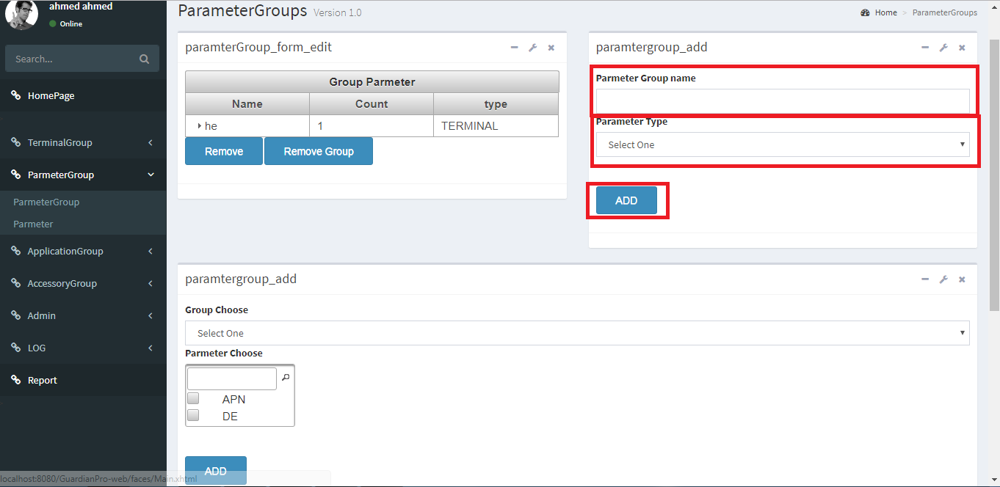 ahmed ahmed
Online
Search...
HomePage
TerminalGroup
ParmeterGroup
ParmeterGroup
Parmeter
ApplicationGroup
AccessoryGroup
Admin
LOG
Report
localhost:8080/GuardianPro-web/faces/Main.xhtml
ParameterGroups Version 1.0
Home > ParameterGroups
paramterGroup_form_edit
Group Parmeter
Name Count type
he 1 TERMINAL
Remove Remove Group
paramtergroup_add
Parmeter Group name
Parameter Type
Select One
ADD
paramtergroup_add
Group Choose
Select One
Parmeter Choose
APN
DE
ADD